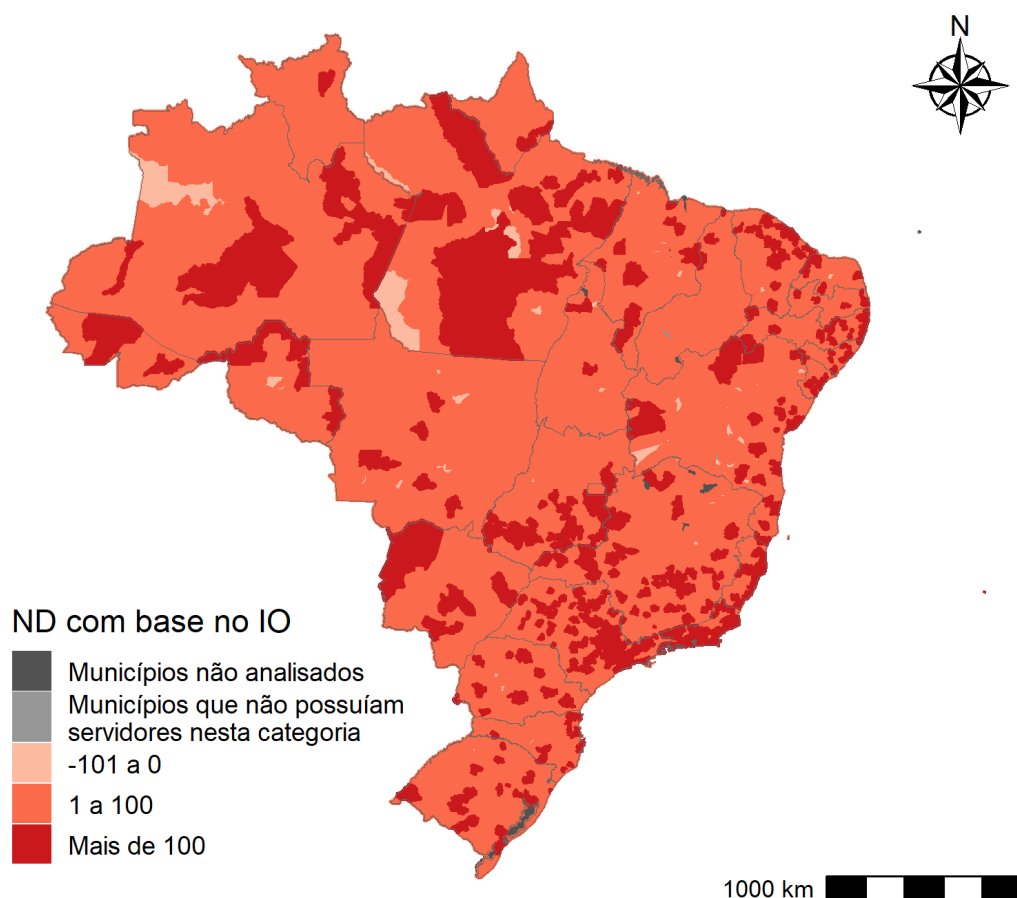 N
ND com base no IO
Municípios não analisados
Municípios que não possuíam
servidores nesta categoria
-101 a 0
1 a 100
Mais de 100
1000 km